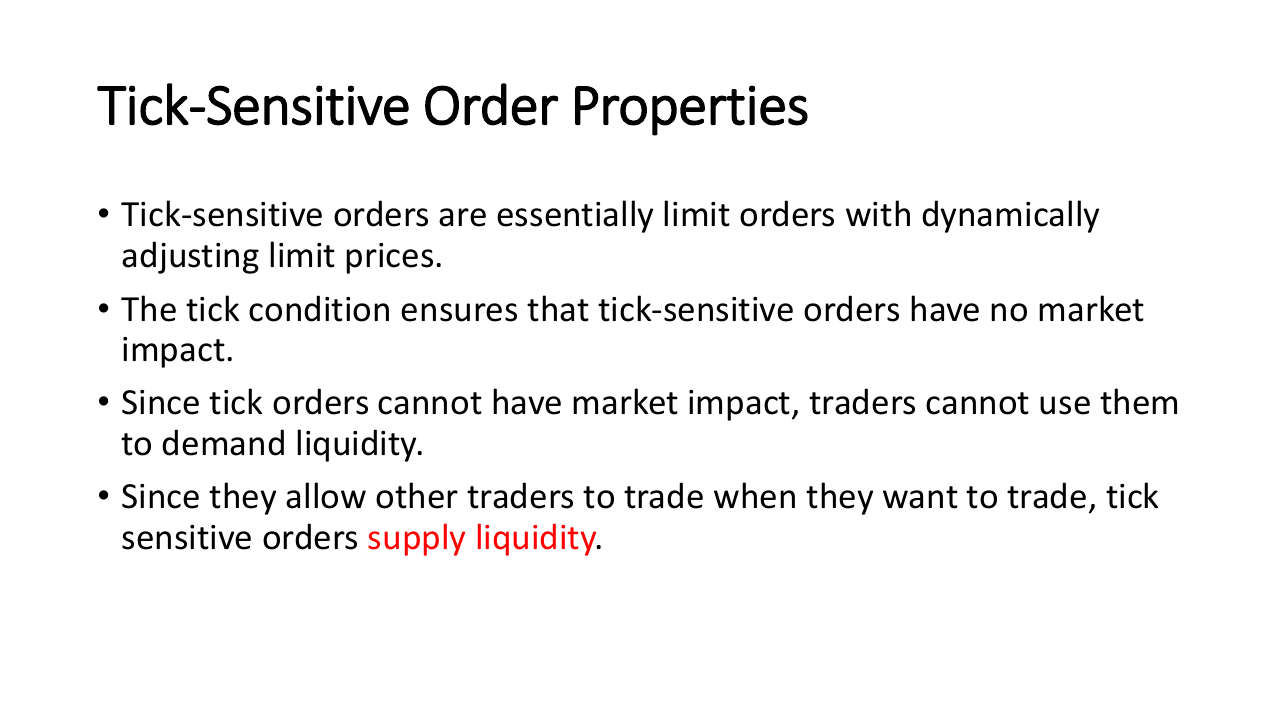 Tick-Sensitive Order Properties
• Tick-sensitive orders are essentially limit orders with dynamically
adjusting limit prices.
• The tick condition ensures that tick-sensitive orders have no market
impact.
• Since tick orders cannot have market impact, traders cannot use them
to demand liquidity.
• Since they allow other traders to trade when they want to trade, tick
sensitive orders supply liquidity.